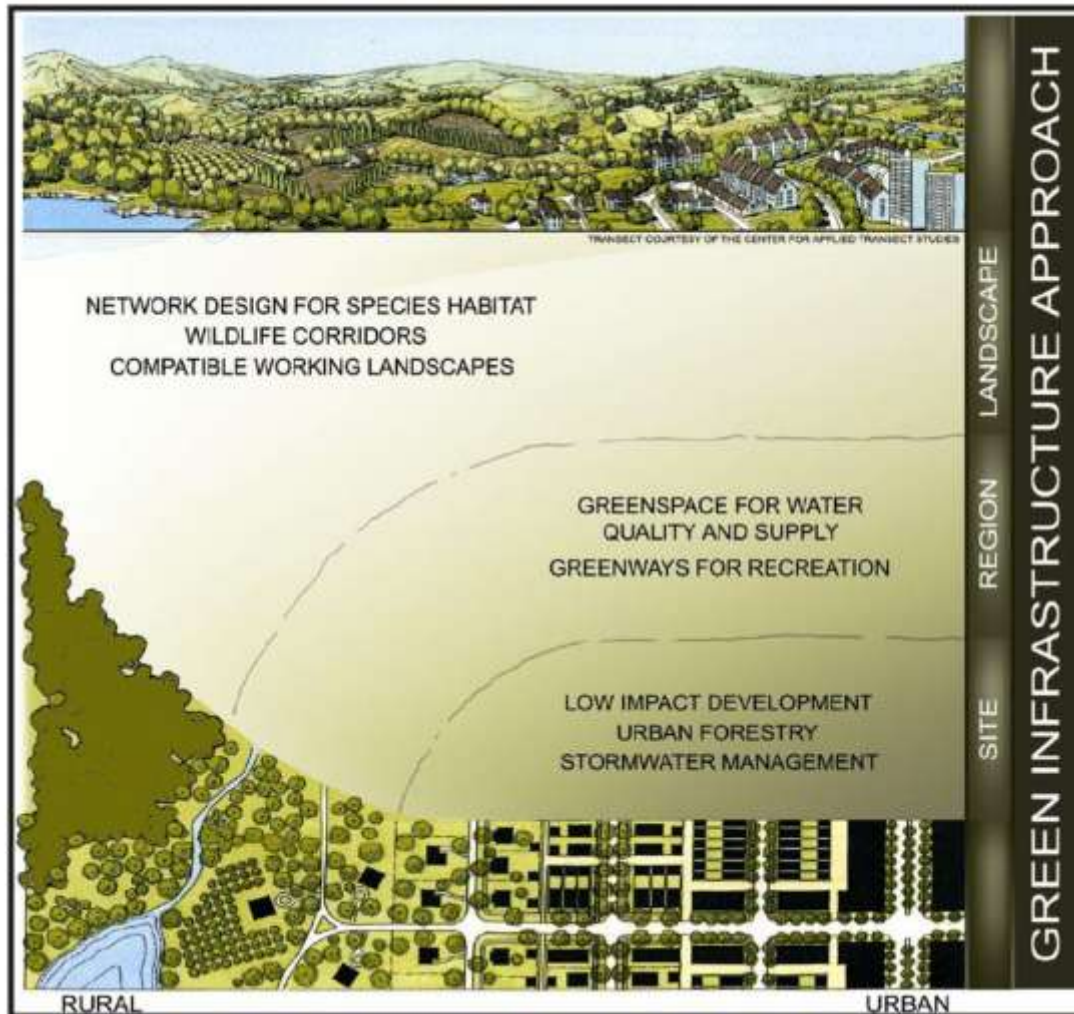 TRANSECT COURTESY OF THE CENTER FOR APPLIED TRANSECT STUDIES
NETWORK DESIGN FOR SPECIES HABITAT
WILDLIFE CORRIDORS
COMPATIBLE WORKING LANDSCAPES
GREENSPACE FOR WATER
QUALITY AND SUPPLY
GREENWAYS FOR RECREATION
LOW IMPACT DEVELOPMENT
URBAN FORESTRY
STORMWATER MANAGEMENT
LANDSCAPE
REGION
SITE
GREEN INFRASTRUCTURE APPROACH
RURAL
URBAN